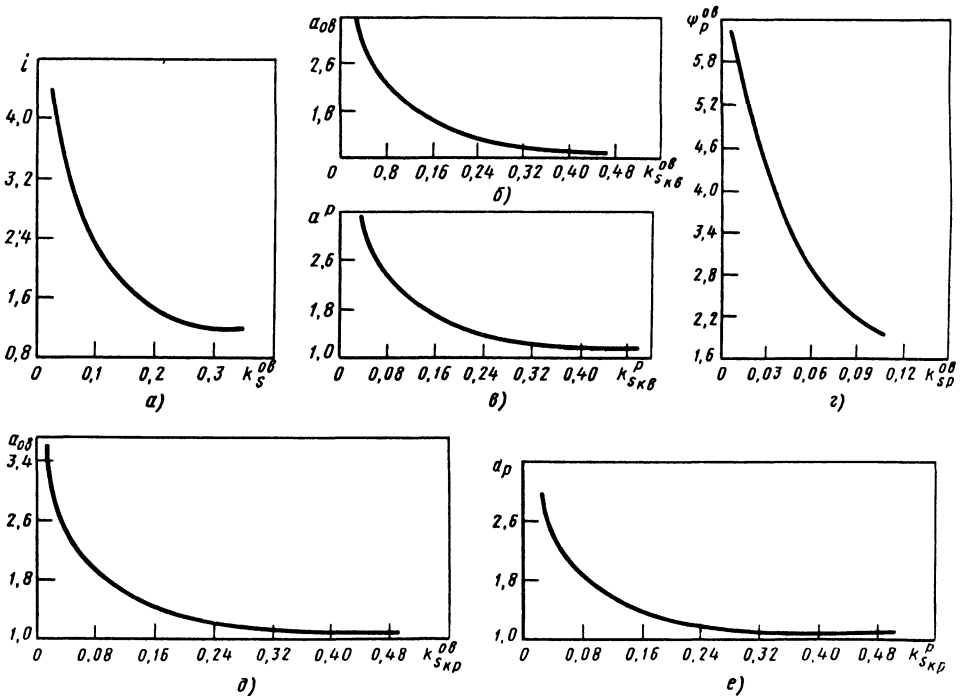 i
4,0
3,2
2,4
1,6
0,8
0 0,1 0,2 0,3 k_s^ов
а)
a_ов
2,6
1,8
0 0,8 0,16 0,24 0,32 0,40 0,48 k_sкв^ов
б)
a^р
2,6
1,8
1,0
0 0,08 0,16 0,24 0,32 0,40 k_sкв^р
в)
ψ_р^ов
5,8
5,2
4,6
4,0
3,4
2,8
2,2
1,6
0 0,03 0,06 0,09 0,12 k_sр^ов
г)
a_ов
3,4
2,6
1,8
1,0
0 0,08 0,16 0,24 0,32 0,40 0,48 k_sкр^ов
д)
d_р
2,6
1,8
1,0
0 0,08 0,16 0,24 0,32 0,40 0,48 k_sкр^р
е)